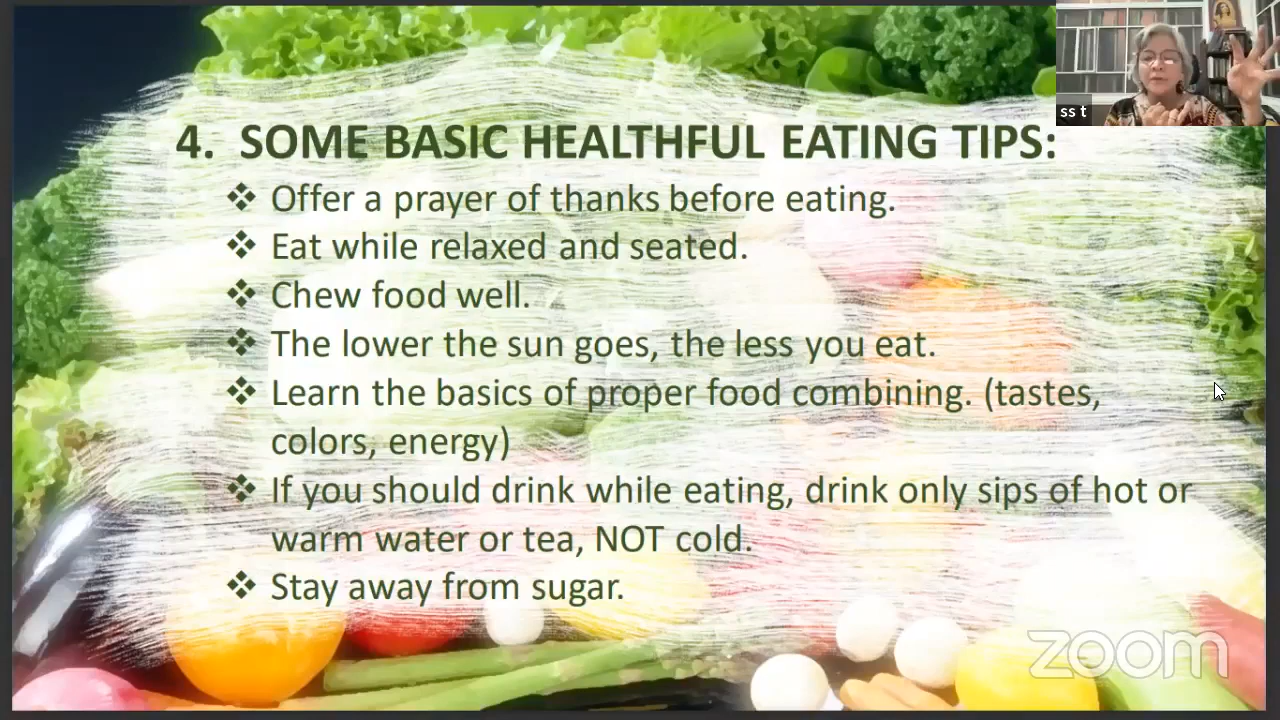 ss t
4. SOME BASIC HEALTHFUL EATING TIPS:
❖ Offer a prayer of thanks before eating.
❖ Eat while relaxed and seated.
❖ Chew food well.
❖ The lower the sun goes, the less you eat.
❖ Learn the basics of proper food combining. (tastes,
colors, energy)
❖ If you should drink while eating, drink only sips of hot or
warm water or tea, NOT cold.
❖ Stay away from sugar.
zoom